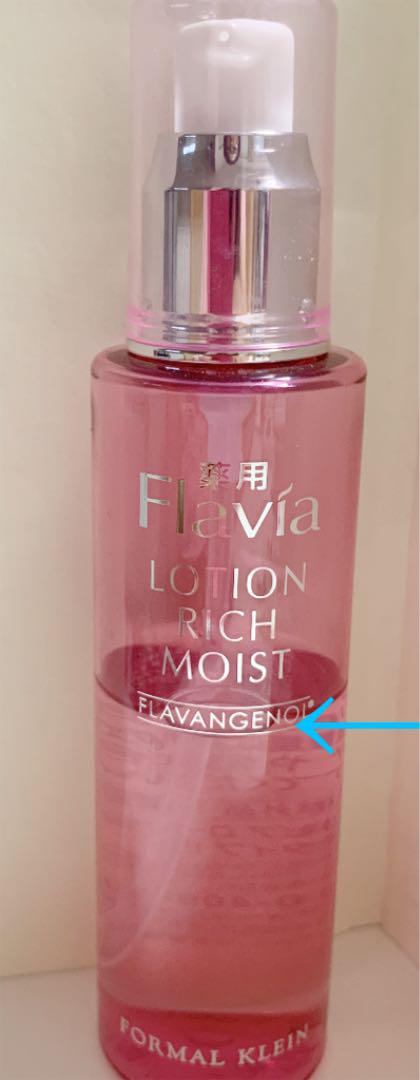 薬用
Flavía
LOTION
RICH
MOIST
FLAVANGENOL®
FORMAL KLEIN